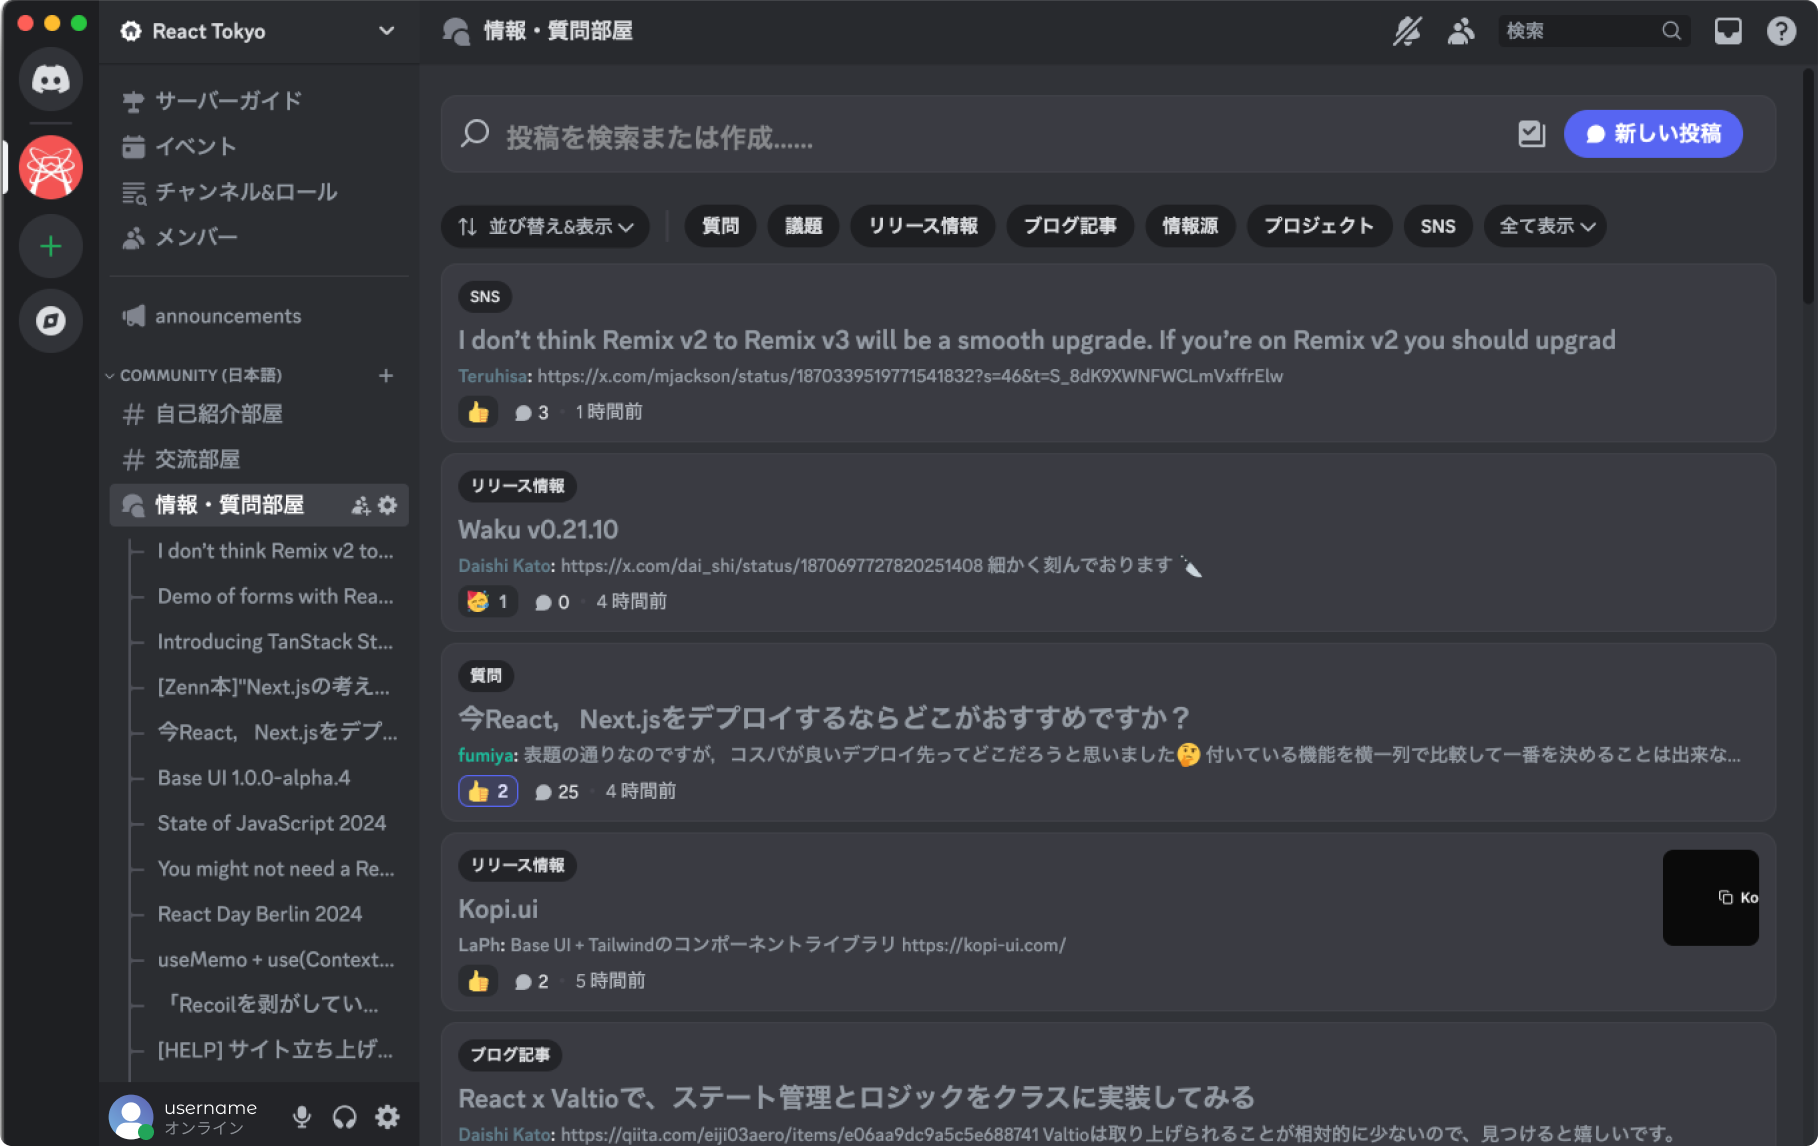 React Tokyo
サーバーガイド
イベント
チャンネル&ロール
メンバー
announcements
COMMUNITY (日本語)
自己紹介部屋
交流部屋
情報・質問部屋
I don't think Remix v2 to...
Demo of forms with Rea...
Introducing TanStack St...
[Zenn本]"Next.jsの考え...
今React, Next.jsをデプ...
Base UI 1.0.0-alpha.4
State of JavaScript 2024
You might not need a Re...
React Day Berlin 2024
useMemo + use(Context...
「Recoilを剥がしてい...
[HELP] サイト立ち上げ...
username
オンライン
情報・質問部屋
検索
投稿を検索または作成......
新しい投稿
並び替え&表示 質問 議題 リリース情報 ブログ記事 情報源 プロジェクト SNS 全て表示
SNS
I don't think Remix v2 to Remix v3 will be a smooth upgrade. If you're on Remix v2 you should upgrad
Teruhisa: https://x.com/mjackson/status/1870339519771541832?s=46&t=S_8dK9XWNFWCLmVxffrElw
👍 3 · 1 時間前
リリース情報
Waku v0.21.10
Daishi Kato: https://x.com/dai_shi/status/1870697727820251408 細かく刻んでおります 🔪
🥳 1 0 · 4 時間前
質問
今React, Next.jsをデプロイするならどこがおすすめですか？
fumiya: 表題の通りなのですが, コスパが良いデプロイ先ってどこだろうと思いました🤔 付いている機能を横一列で比較して一番を決めることは出来な...
👍 2 25 · 4 時間前
リリース情報
Kopi.ui
LaPh: Base UI + Tailwindのコンポーネントライブラリ https://kopi-ui.com/
👍 2 · 5 時間前
Ko
ブログ記事
React x Valtioで、ステート管理とロジックをクラスに実装してみる
Daishi Kato: https://qiita.com/eiji03aero/items/e06aa9dc9a5c5e688741 Valtioは取り上げられることが相対的に少ないので、見つけると嬉しいです。